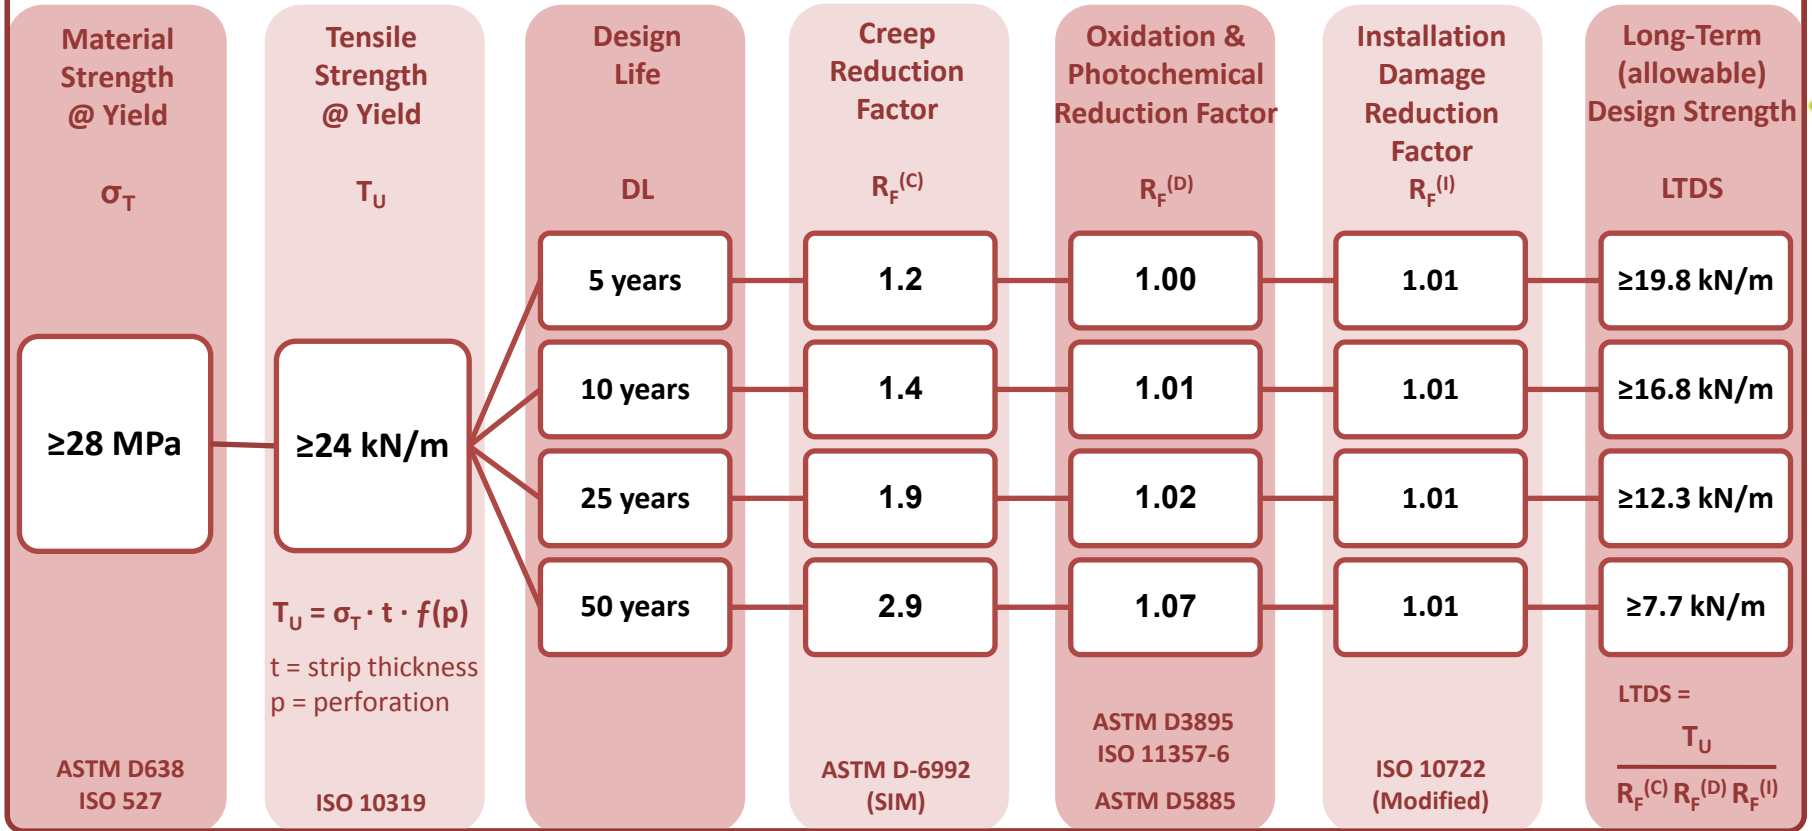 Material
Strength
@ Yield
σT
≥28 MPa
ASTM D638
ISO 527
Tensile
Strength
@ Yield
TU
≥24 kN/m
TU = σT · t · ƒ(p)
t = strip thickness
p = perforation
ISO 10319
Design
Life
DL
5 years
10 years
25 years
50 years
Creep
Reduction
Factor
RF(C)
1.2
1.4
1.9
2.9
ASTM D-6992
(SIM)
Oxidation &
Photochemical
Reduction Factor
RF(D)
1.00
1.01
1.02
1.07
ASTM D3895
ISO 11357-6
ASTM D5885
Installation
Damage
Reduction
Factor
RF(I)
1.01
1.01
1.01
1.01
ISO 10722
(Modified)
Long-Term
(allowable)
Design Strength
LTDS
≥19.8 kN/m
≥16.8 kN/m
≥12.3 kN/m
≥7.7 kN/m
LTDS =
TU
RF(C) RF(D) RF(I)